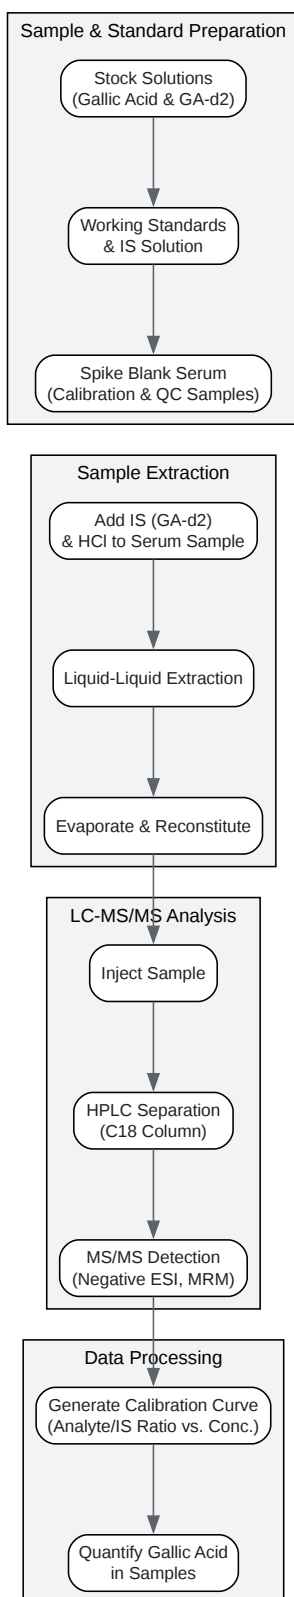 Sample & Standard Preparation
Stock Solutions
(Gallic Acid & GA-d2)
Working Standards
& IS Solution
Spike Blank Serum
(Calibration & QC Samples)
Sample Extraction
Add IS (GA-d2)
& HCl to Serum Sample
Liquid-Liquid Extraction
Evaporate & Reconstitute
LC-MS/MS Analysis
Inject Sample
HPLC Separation
(C18 Column)
MS/MS Detection
(Negative ESI, MRM)
Data Processing
Generate Calibration Curve
(Analyte/IS Ratio vs. Conc.)
Quantify Gallic Acid
in Samples